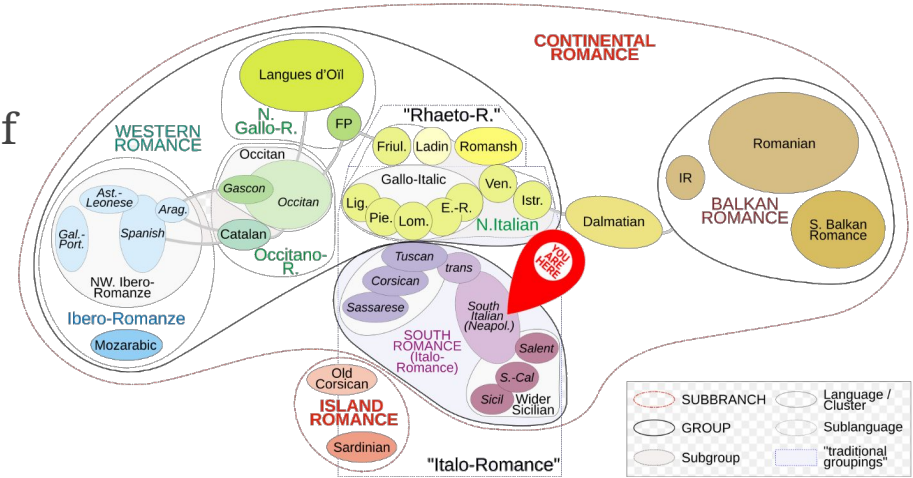 f
CONTINENTAL
ROMANCE
Langues d'Oïl
N.
Gallo-R.
FP
"Rhaeto-R."
Friul.
Ladin
Romansh
WESTERN
ROMANCE
Occitan
Gascon
Occitan
Catalan
Occitano-
R.
Ast.-
Leonese
Arag.
Gal.-
Port.
Spanish
NW. Ibero-
Romanze
Ibero-Romanze
Mozarabic
Gallo-Italic
Lig.
Pie.
Lom.
E.-R.
Ven.
Istr.
N.Italian
Dalmatian
Romanian
IR
BALKAN
ROMANCE
S. Balkan
Romance
YOU
ARE
HERE
Tuscan
trans
Corsican
Sassarese
South
Italian
(Neapol.)
SOUTH
ROMANCE
(Italo-
Romance)
Salent
S.-Cal
Sicil
Wider
Sicilian
Old
Corsican
ISLAND
ROMANCE
Sardinian
"Italo-Romance"
SUBBRANCH
GROUP
Subgroup
Language /
Cluster
Sublanguage
"traditional
groupings"